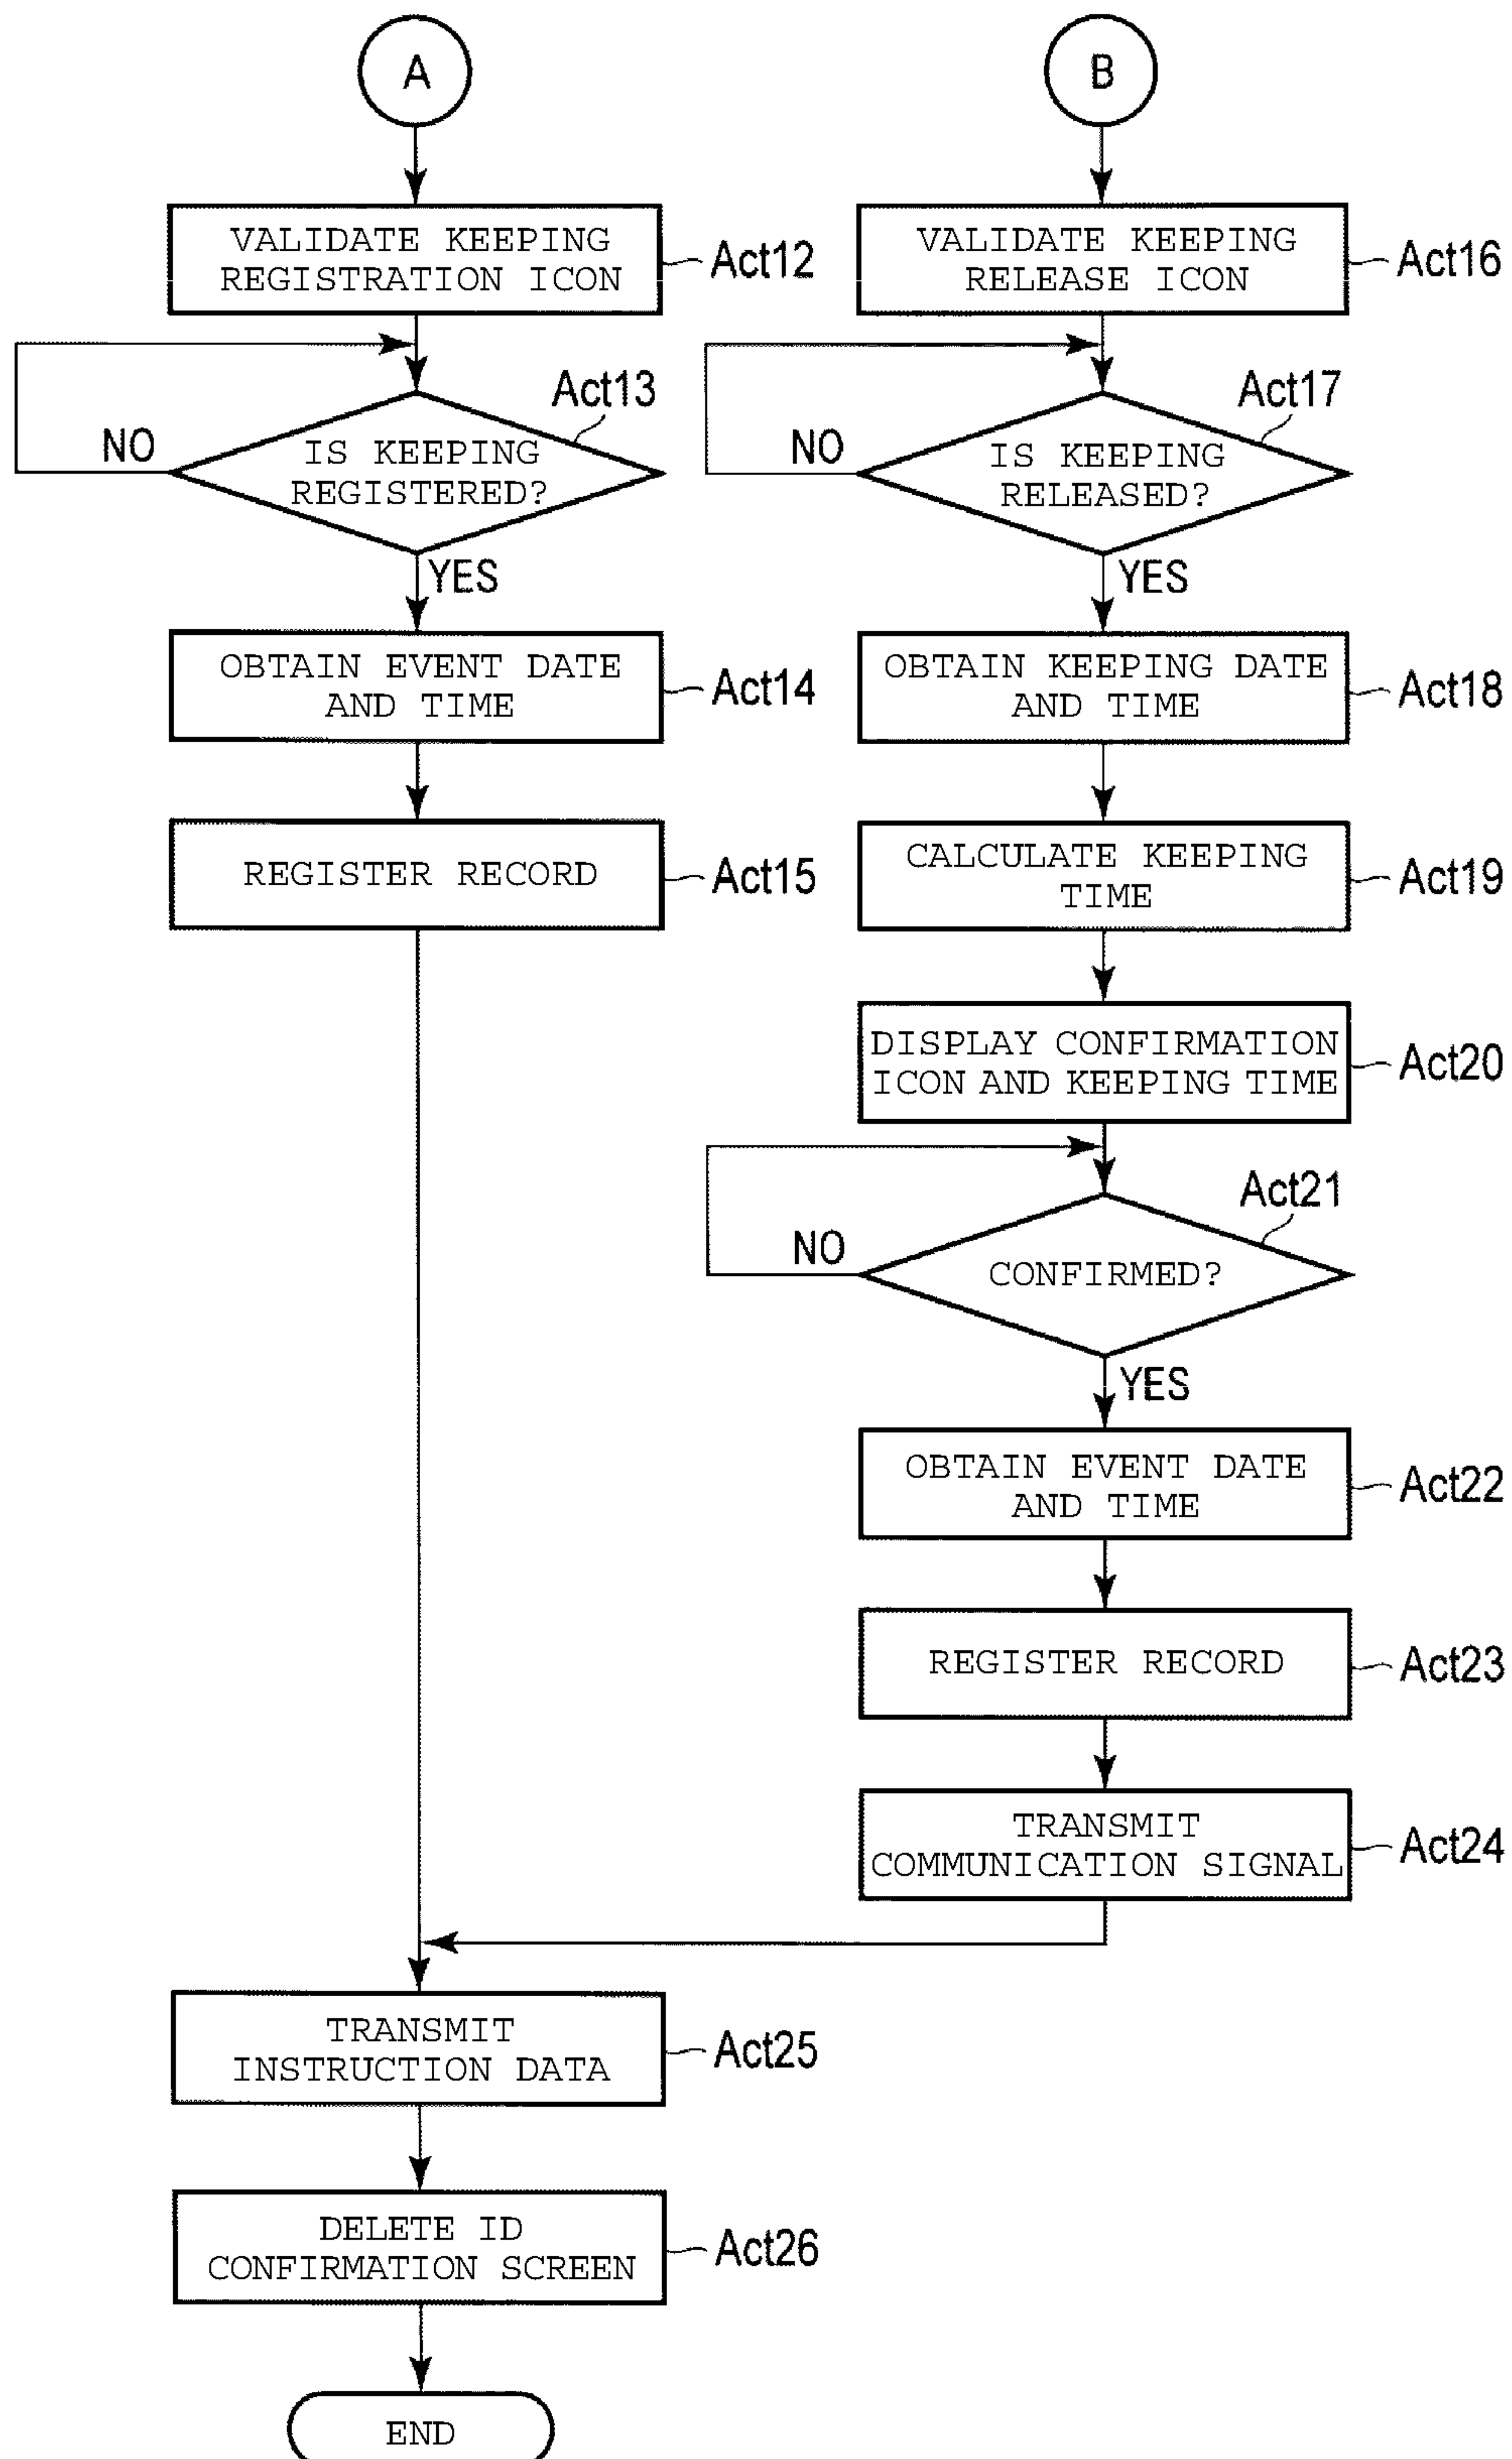 A
VALIDATE KEEPING
REGISTRATION ICON
Act12
Act13
NO
IS KEEPING
REGISTERED?
YES
OBTAIN EVENT DATE
AND TIME
Act14
REGISTER RECORD
Act15
B
VALIDATE KEEPING
RELEASE ICON
Act16
Act17
NO
IS KEEPING
RELEASED?
YES
OBTAIN KEEPING DATE
AND TIME
Act18
CALCULATE KEEPING
TIME
Act19
DISPLAY CONFIRMATION
ICON AND KEEPING TIME
Act20
Act21
NO
CONFIRMED?
YES
OBTAIN EVENT DATE
AND TIME
Act22
REGISTER RECORD
Act23
TRANSMIT
COMMUNICATION SIGNAL
Act24
TRANSMIT
INSTRUCTION DATA
Act25
DELETE ID
CONFIRMATION SCREEN
Act26
END